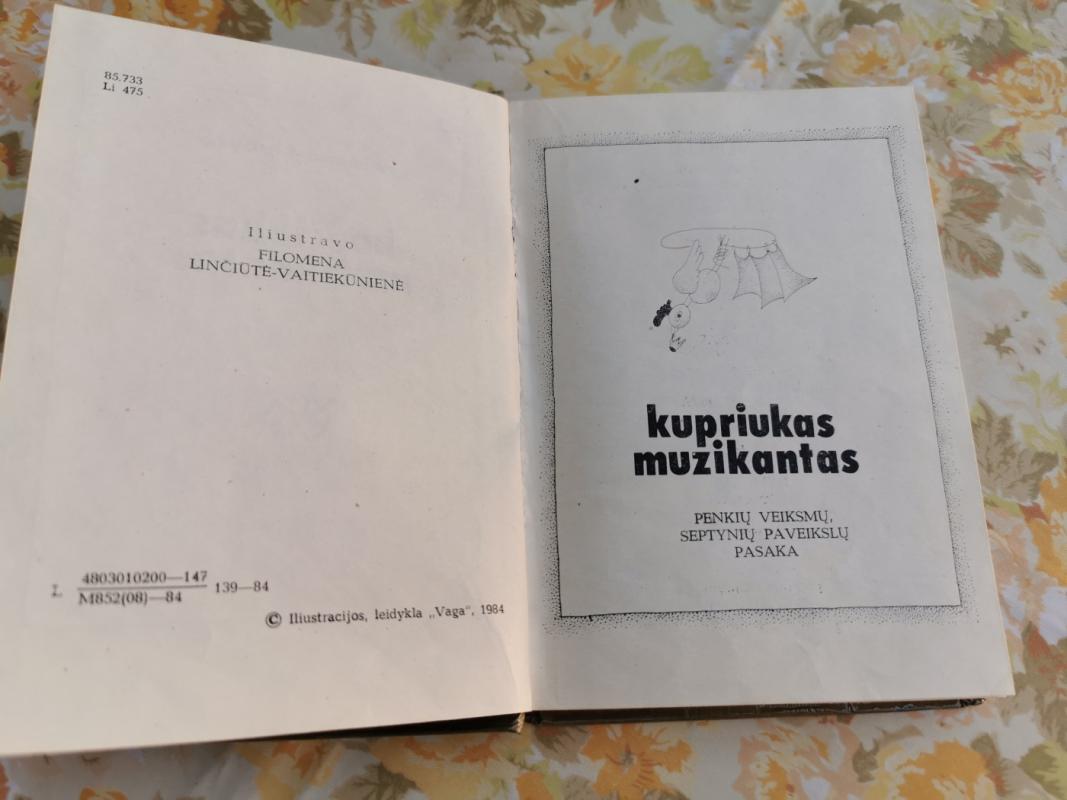 85.733
Li 475
Iliustravo
FILOMENA
LINČIŪTĖ-VAITIEKŪNIENĖ
Ž 4803010200—147
M852(08)—84 139—84
© Iliustracijos, leidykla „Vaga“, 1984
kupriukas
muzikantas
PENKIŲ VEIKSMŲ,
SEPTYNIŲ PAVEIKSLŲ
PASAKA